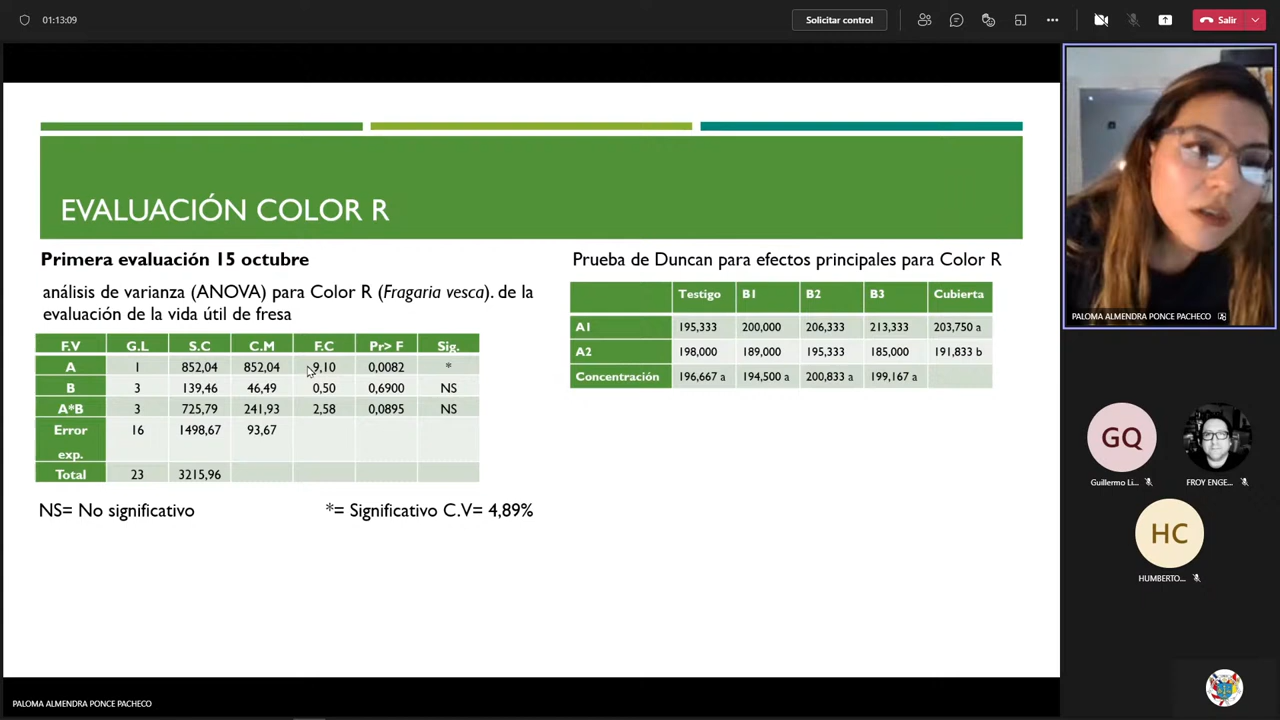 01:13:09
Solicitar control
Salir
EVALUACIÓN COLOR R
Primera evaluación 15 octubre
análisis de varianza (ANOVA) para Color R (Fragaria vesca). de la
evaluación de la vida útil de fresa
F.V G.L S.C C.M F.C Pr> F Sig.
A 1 852,04 852,04 9,10 0,0082 *
B 3 139,46 46,49 0,50 0,6900 NS
A*B 3 725,79 241,93 2,58 0,0895 NS
Error 16 1498,67 93,67
exp.
Total 23 3215,96
NS= No significativo *= Significativo C.V= 4,89%
Prueba de Duncan para efectos principales para Color R
Testigo B1 B2 B3 Cubierta
A1 195,333 200,000 206,333 213,333 203,750 a
A2 198,000 189,000 195,333 185,000 191,833 b
Concentración 196,667 a 194,500 a 200,833 a 199,167 a
PALOMA ALMENDRA PONCE PACHECO
GQ
Guillermo Li...
FROY ENGE...
HC
HUMBERTO...
PALOMA ALMENDRA PONCE PACHECO